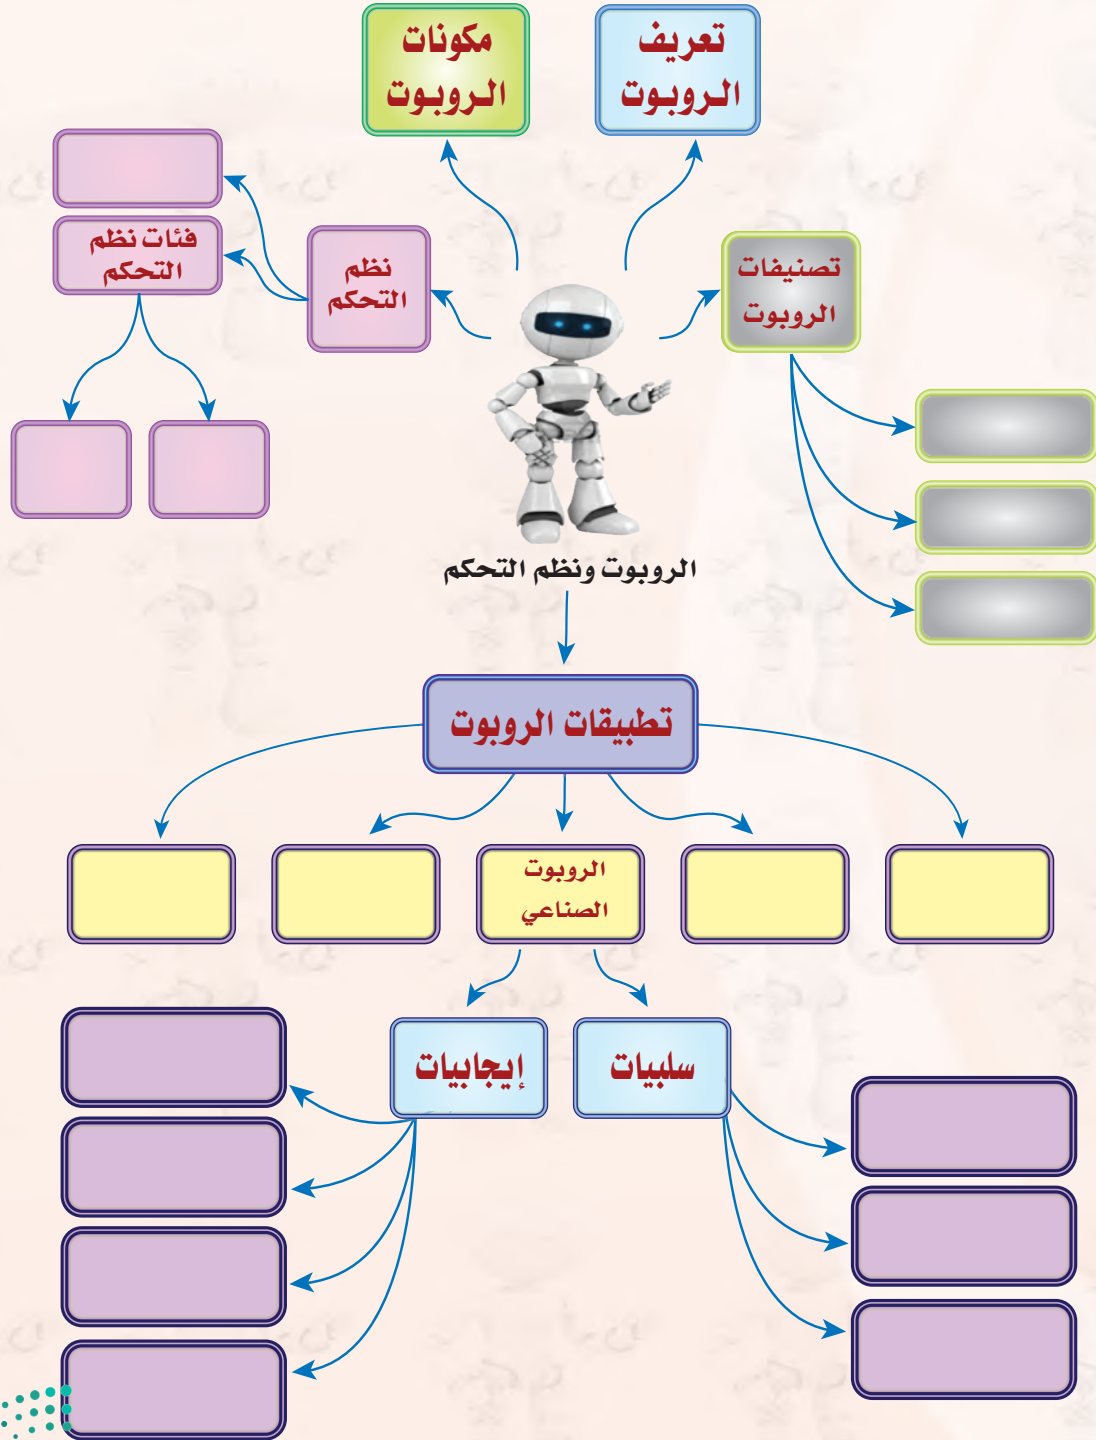 تعريف
الروبوت
مكونات
الروبوت
تصنيفات
الروبوت
نظم
التحكم
فئات نظم
التحكم
الروبوت ونظم التحكم
تطبيقات الروبوت
الروبوت
الصناعي
سلبيات
إيجابيات